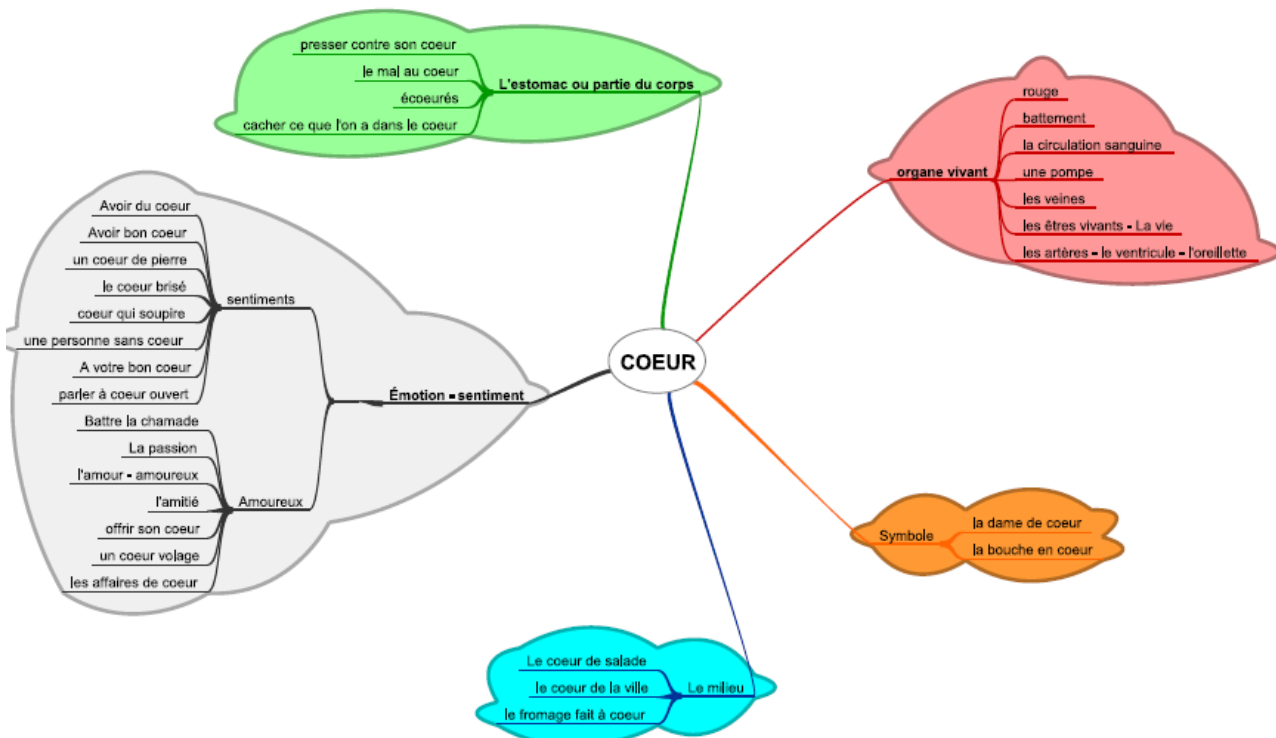 COEUR
L'estomac ou partie du corps
presser contre son coeur
le mal au coeur
écoeurés
cacher ce que l'on a dans le coeur
organe vivant
rouge
battement
la circulation sanguine
une pompe
les veines
les êtres vivants - La vie
les artères - le ventricule - l'oreillette
Émotion - sentiment
sentiments
Avoir du coeur
Avoir bon coeur
un coeur de pierre
le coeur brisé
coeur qui soupire
une personne sans coeur
A votre bon coeur
parler à coeur ouvert
Amoureux
Battre la chamade
La passion
l'amour - amoureux
l'amitié
offrir son coeur
un coeur volage
les affaires de coeur
Symbole
la dame de coeur
la bouche en coeur
Le milieu
Le coeur de salade
le coeur de la ville
le fromage fait à coeur